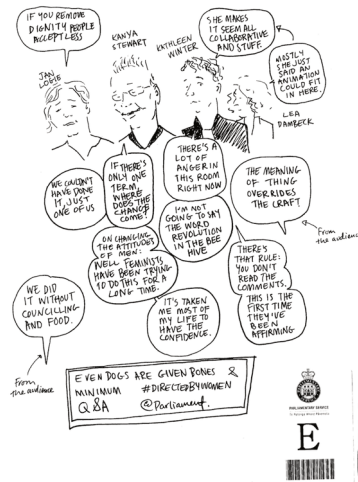 IF YOU REMOVE
DIGNITY PEOPLE
ACCEPT LESS
JAN
LOGIE
KANYA
STEWART
KATHLEEN
WINTER
SHE MAKES
IT SEEM ALL
COLLABORATIVE
AND STUFF.
MOSTLY
SHE JUST
SAID AN
ANIMATION
COULD FIT
IN HERE.
LEA
DAMBECK
WE COULDN'T
HAVE DONE
IT, JUST
ONE OF US
IF THERE'S
ONLY ONE
TERM,
WHERE
DOES THE
CHANGE
COME?
THERE'S A
LOT OF
ANGER IN
THIS ROOM
RIGHT NOW
THE MEANING
OF THING
OVERRIDES
THE CRAFT
From
the audience
I'M NOT
GOING TO SAY
THE WORD
REVOLUTION
IN THE BEE
HIVE
ON CHANGING
THE ATTITUDES
OF MEN:
WELL FEMINISTS
HAVE BEEN TRYING
TO DO THIS FOR A
LONG TIME.
THERE'S
THAT RULE:
YOU DON'T
READ THE
COMMENTS.
THIS IS THE
FIRST TIME
THEY'VE
BEEN
AFFIRMING
WE DID
IT WITHOUT
COUNCILLING
AND FOOD.
From
the audience
IT'S TAKEN
ME MOST OF
MY LIFE TO
HAVE THE
CONFIDENCE.
EVEN DOGS ARE GIVEN BONES &
MINIMUM #DIRECTEDBYWOMEN
Q&A @Parliament.
PARLIAMENTARY SERVICE
E